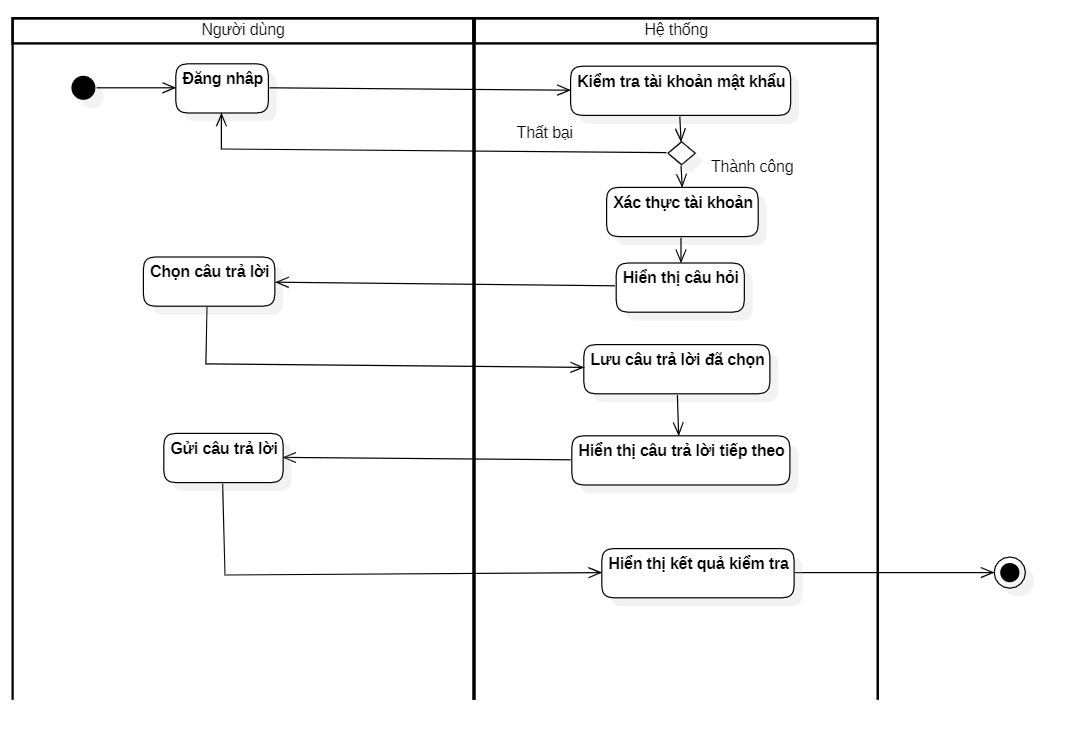 Người dùng
Hệ thống
Đăng nhâp
Kiểm tra tài khoản mật khẩu
Thất bại
Thành công
Xác thực tài khoản
Chọn câu trả lời
Hiển thị câu hỏi
Lưu câu trả lời đã chọn
Gửi câu trả lời
Hiển thị câu trả lời tiếp theo
Hiển thị kết quả kiểm tra